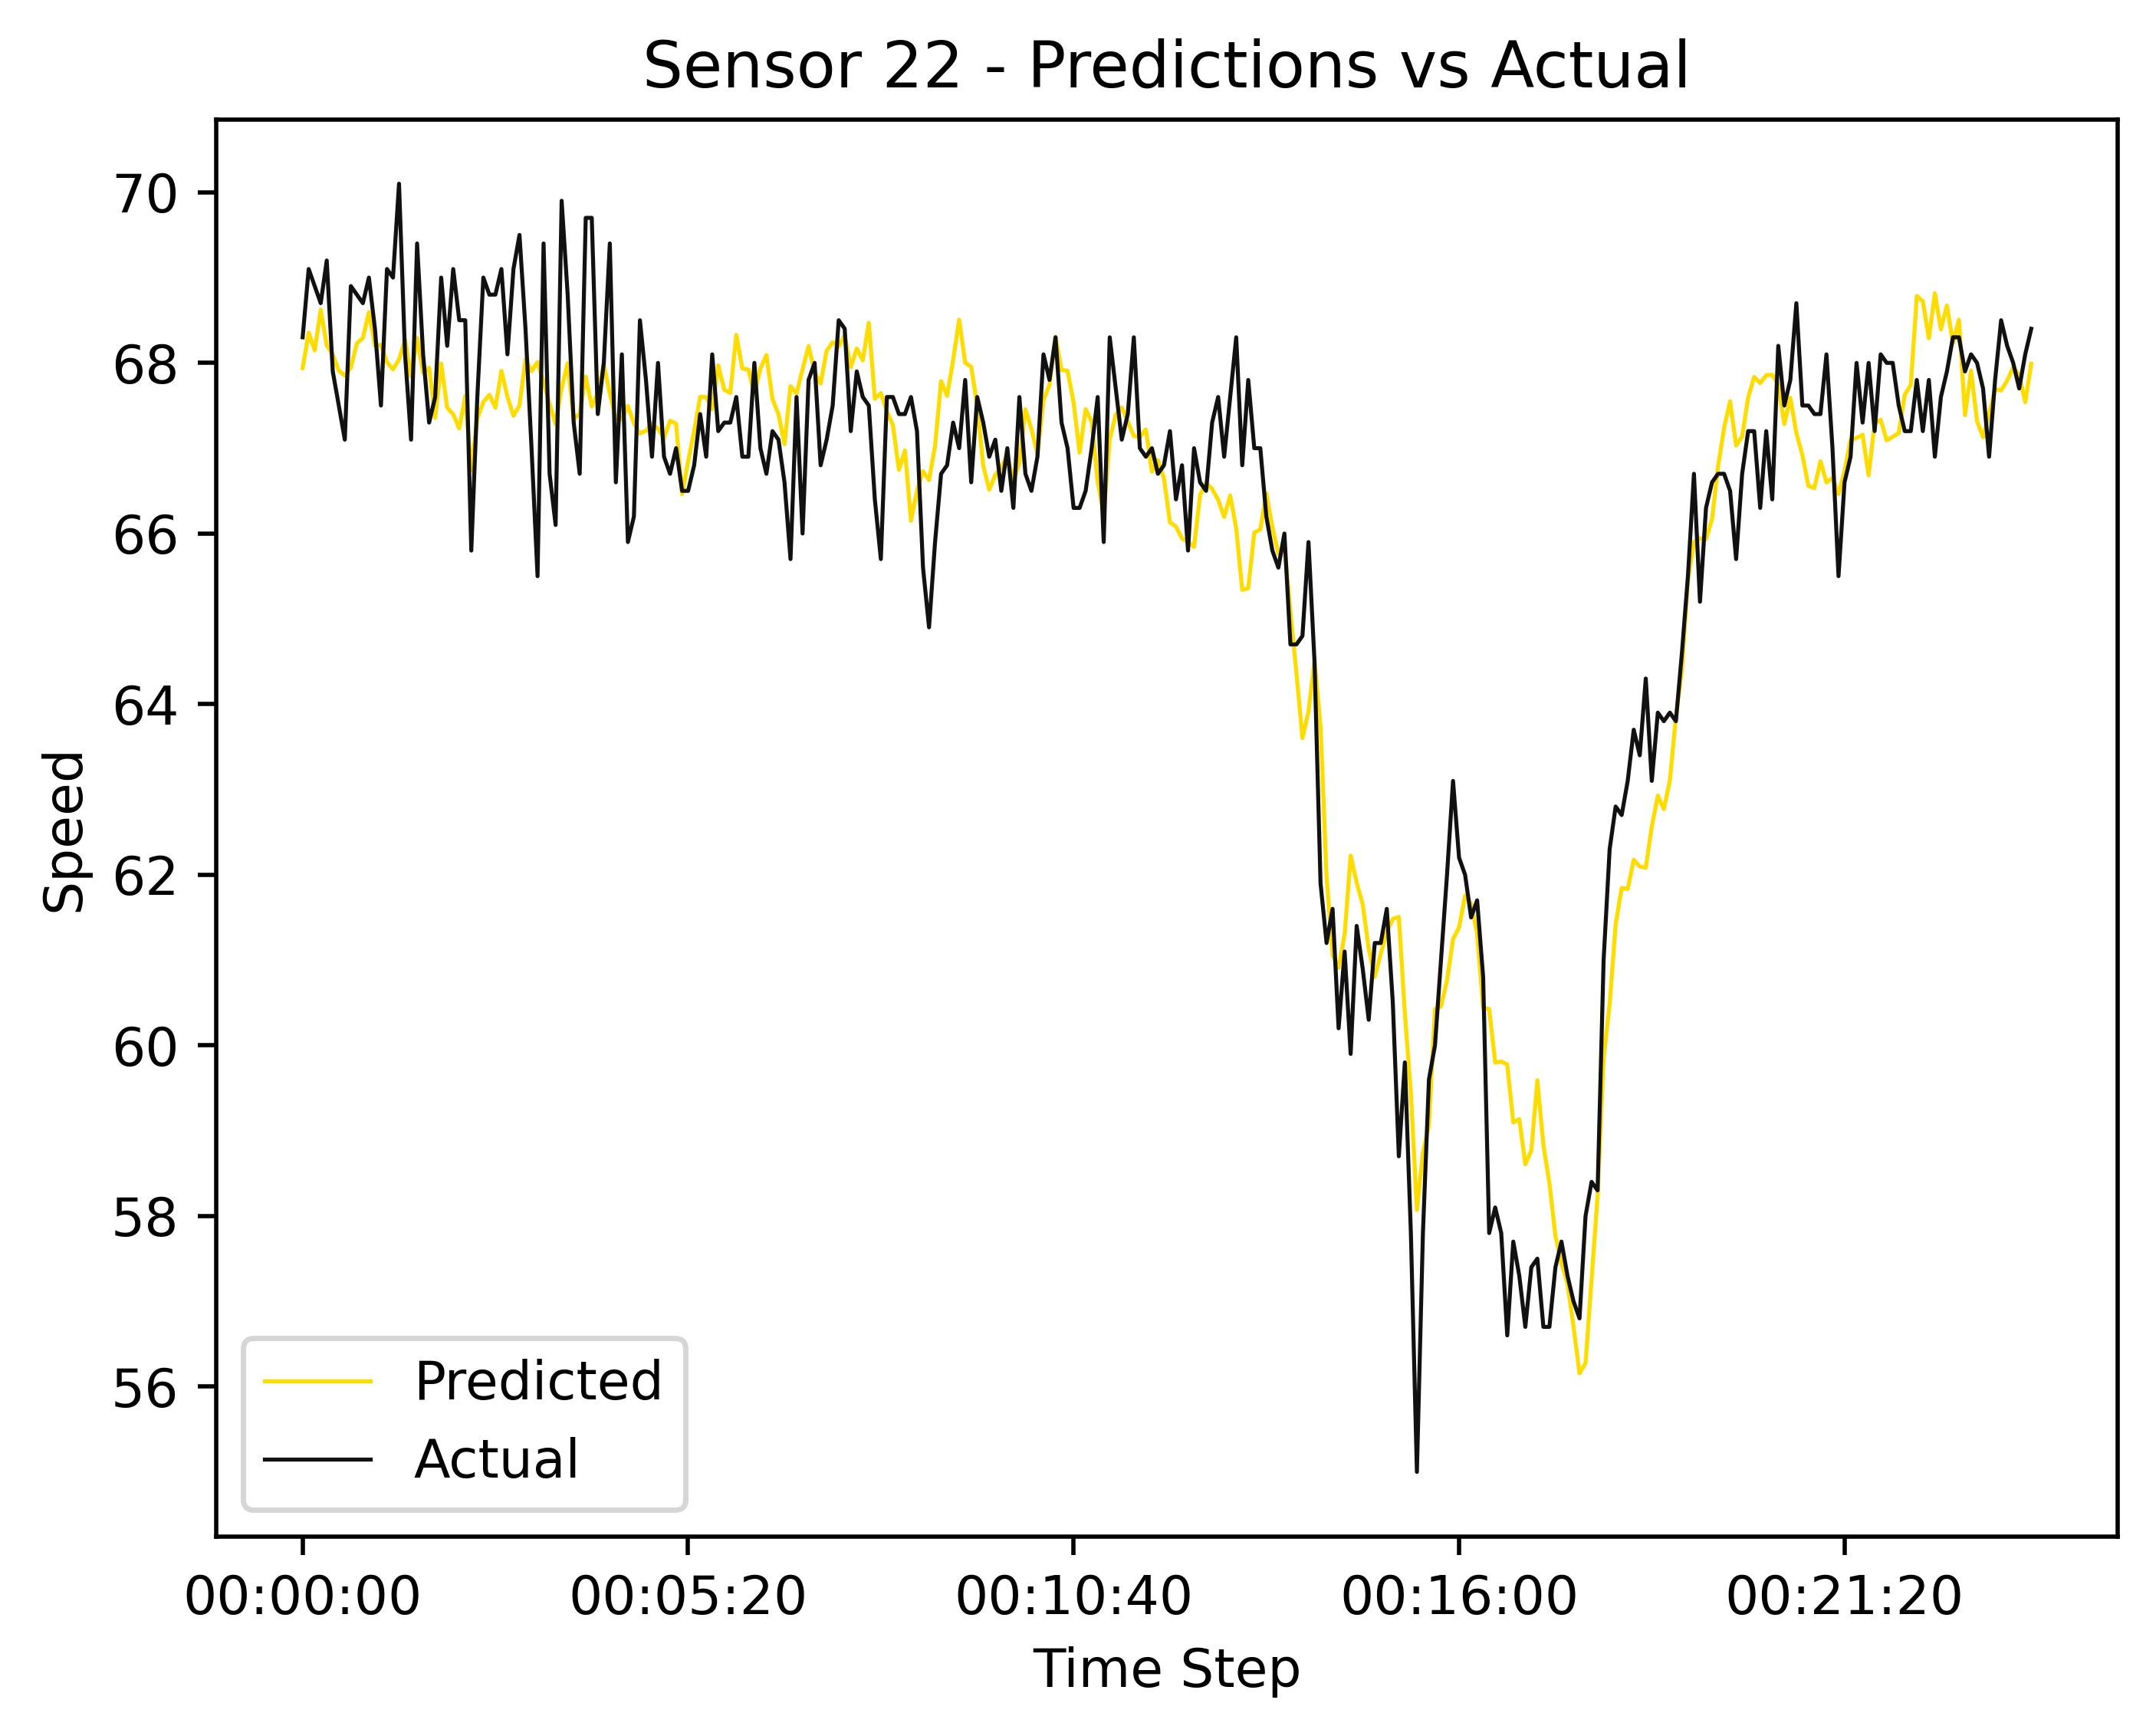 Sensor 22 - Predictions vs Actual
70
68
66
64
62
60
58
56
Speed
Predicted
Actual
00:00:00 00:05:20 00:10:40 00:16:00 00:21:20
Time Step